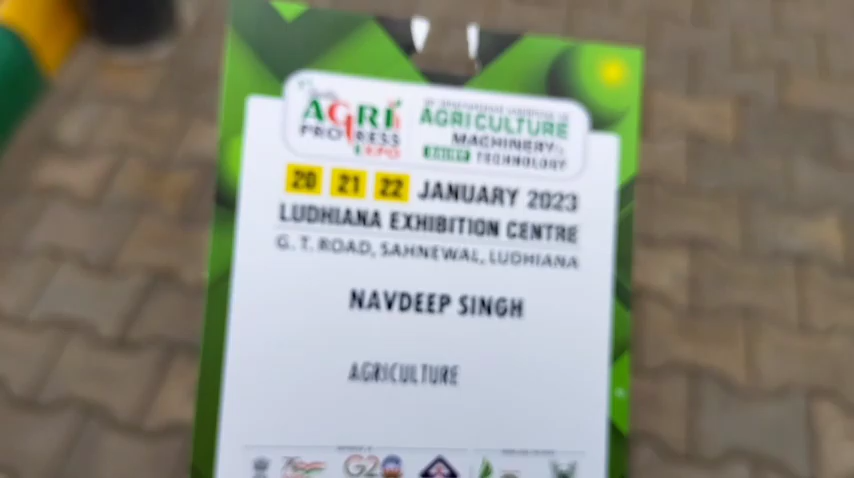 AGRI
PROGRESS
EXPO
AGRICULTURE
MACHINERY &
DAIRY TECHNOLOGY
20 21 22 JANUARY 2023
LUDHIANA EXHIBITION CENTRE
G. T. ROAD, SAHNEWAL, LUDHIANA
NAVDEEP SINGH
AGRICULTURE
G20